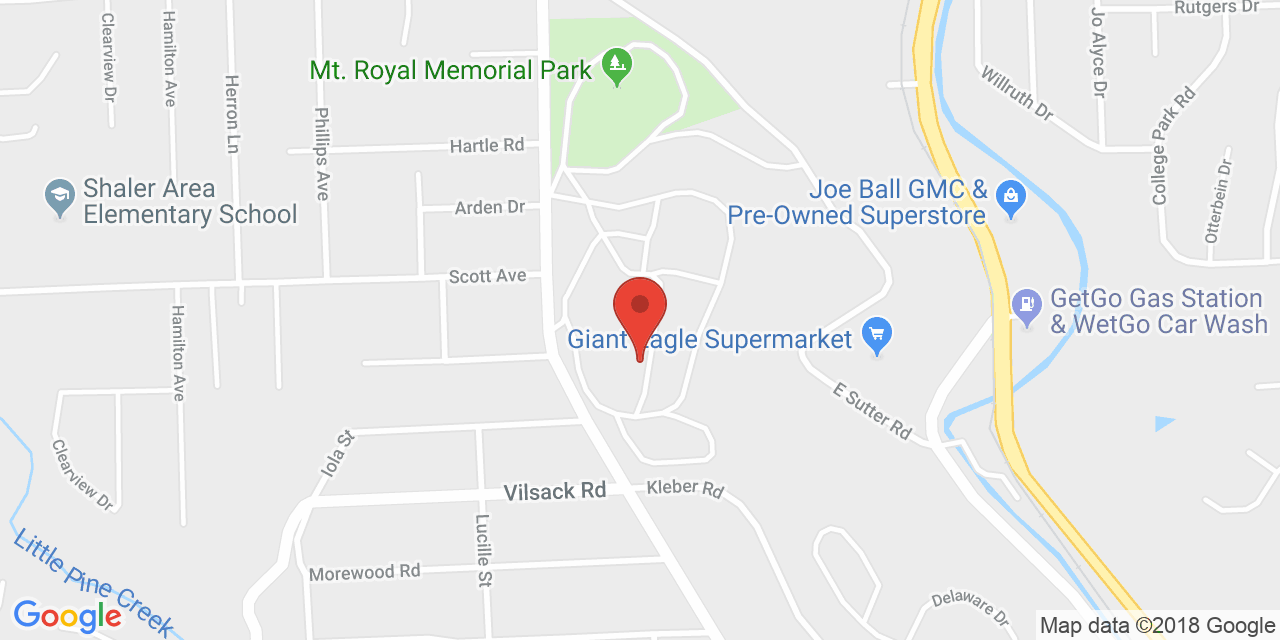 Rutgers Dr
Clearview Dr
Hamilton Ave
Herron Ln
Phillips Ave
Mt. Royal Memorial Park
Willruth Dr
Jo Alyce Dr
College Park Rd
Otterbein Dr
Hartle Rd
Shaler Area
Elementary School
Arden Dr
Joe Ball GMC &
Pre-Owned Superstore
Scott Ave
GetGo Gas Station
& WetGo Car Wash
Hamilton Ave
Giant Eagle Supermarket
E Sutter Rd
Clearview Dr
Iola St
Vilsack Rd
Kleber Rd
Lucille St
Little Pine Creek
Morewood Rd
Delaware Dr
Google
Map data ©2018 Google